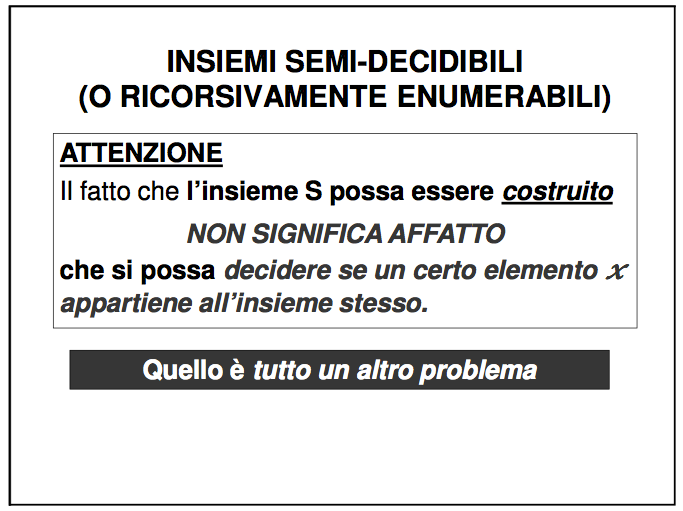 INSIEMI SEMI-DECIDIBILI
(O RICORSIVAMENTE ENUMERABILI)
ATTENZIONE
Il fatto che l’insieme S possa essere costruito
NON SIGNIFICA AFFATTO
che si possa decidere se un certo elemento x
appartiene all’insieme stesso.
Quello è tutto un altro problema